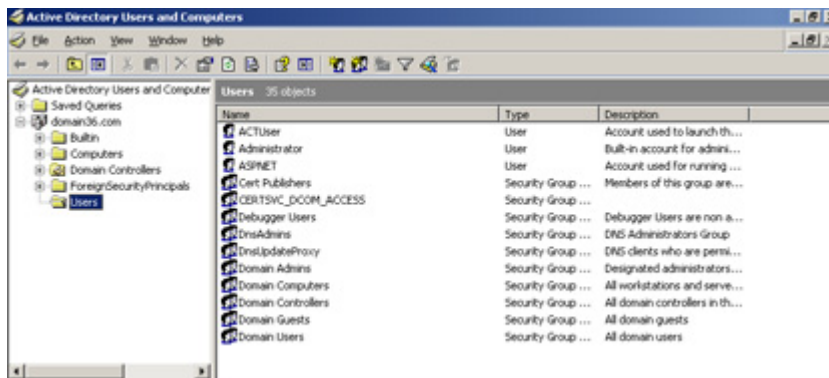 Active Directory Users and Computers
File Action View Window Help
Active Directory Users and Computer
Saved Queries
domain36.com
Builtin
Computers
Domain Controllers
ForeignSecurityPrincipals
Users
Users 35 objects
Name Type Description
ACTUser User Account used to launch th...
Administrator User Built-in account for admini...
ASPNET User Account used for running ...
Cert Publishers Security Group ... Members of this group are...
CERTSVC_DCOM_ACCESS Security Group ...
Debugger Users Security Group ... Debugger Users are non a...
DnsAdmins Security Group ... DNS Administrators Group
DnsUpdateProxy Security Group ... DNS clients who are permi...
Domain Admins Security Group ... Designated administrators...
Domain Computers Security Group ... All workstations and serve...
Domain Controllers Security Group ... All domain controllers in th...
Domain Guests Security Group ... All domain guests
Domain Users Security Group ... All domain users